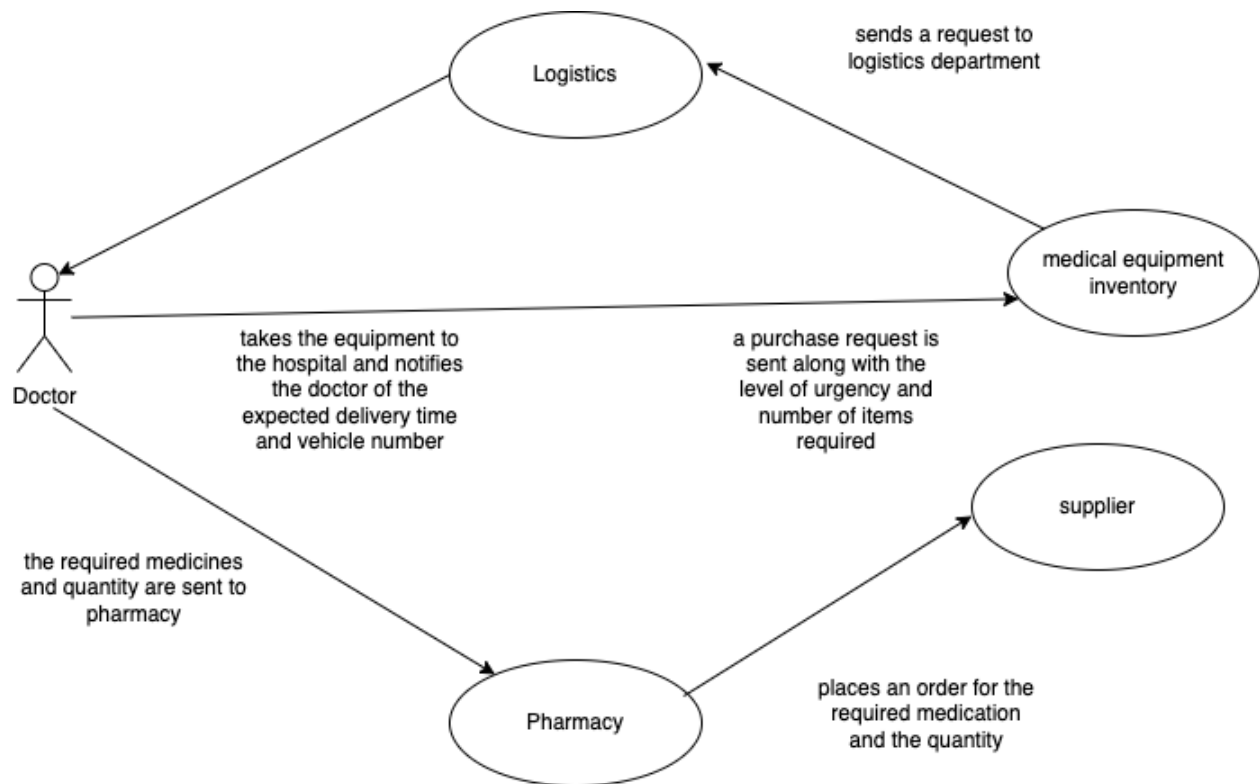 sends a request to
logistics department
Logistics
medical equipment
inventory
takes the equipment to
the hospital and notifies
the doctor of the
expected delivery time
and vehicle number
a purchase request is
sent along with the
level of urgency and
number of items
required
Doctor
supplier
the required medicines
and quantity are sent to
pharmacy
places an order for the
required medication
and the quantity
Pharmacy